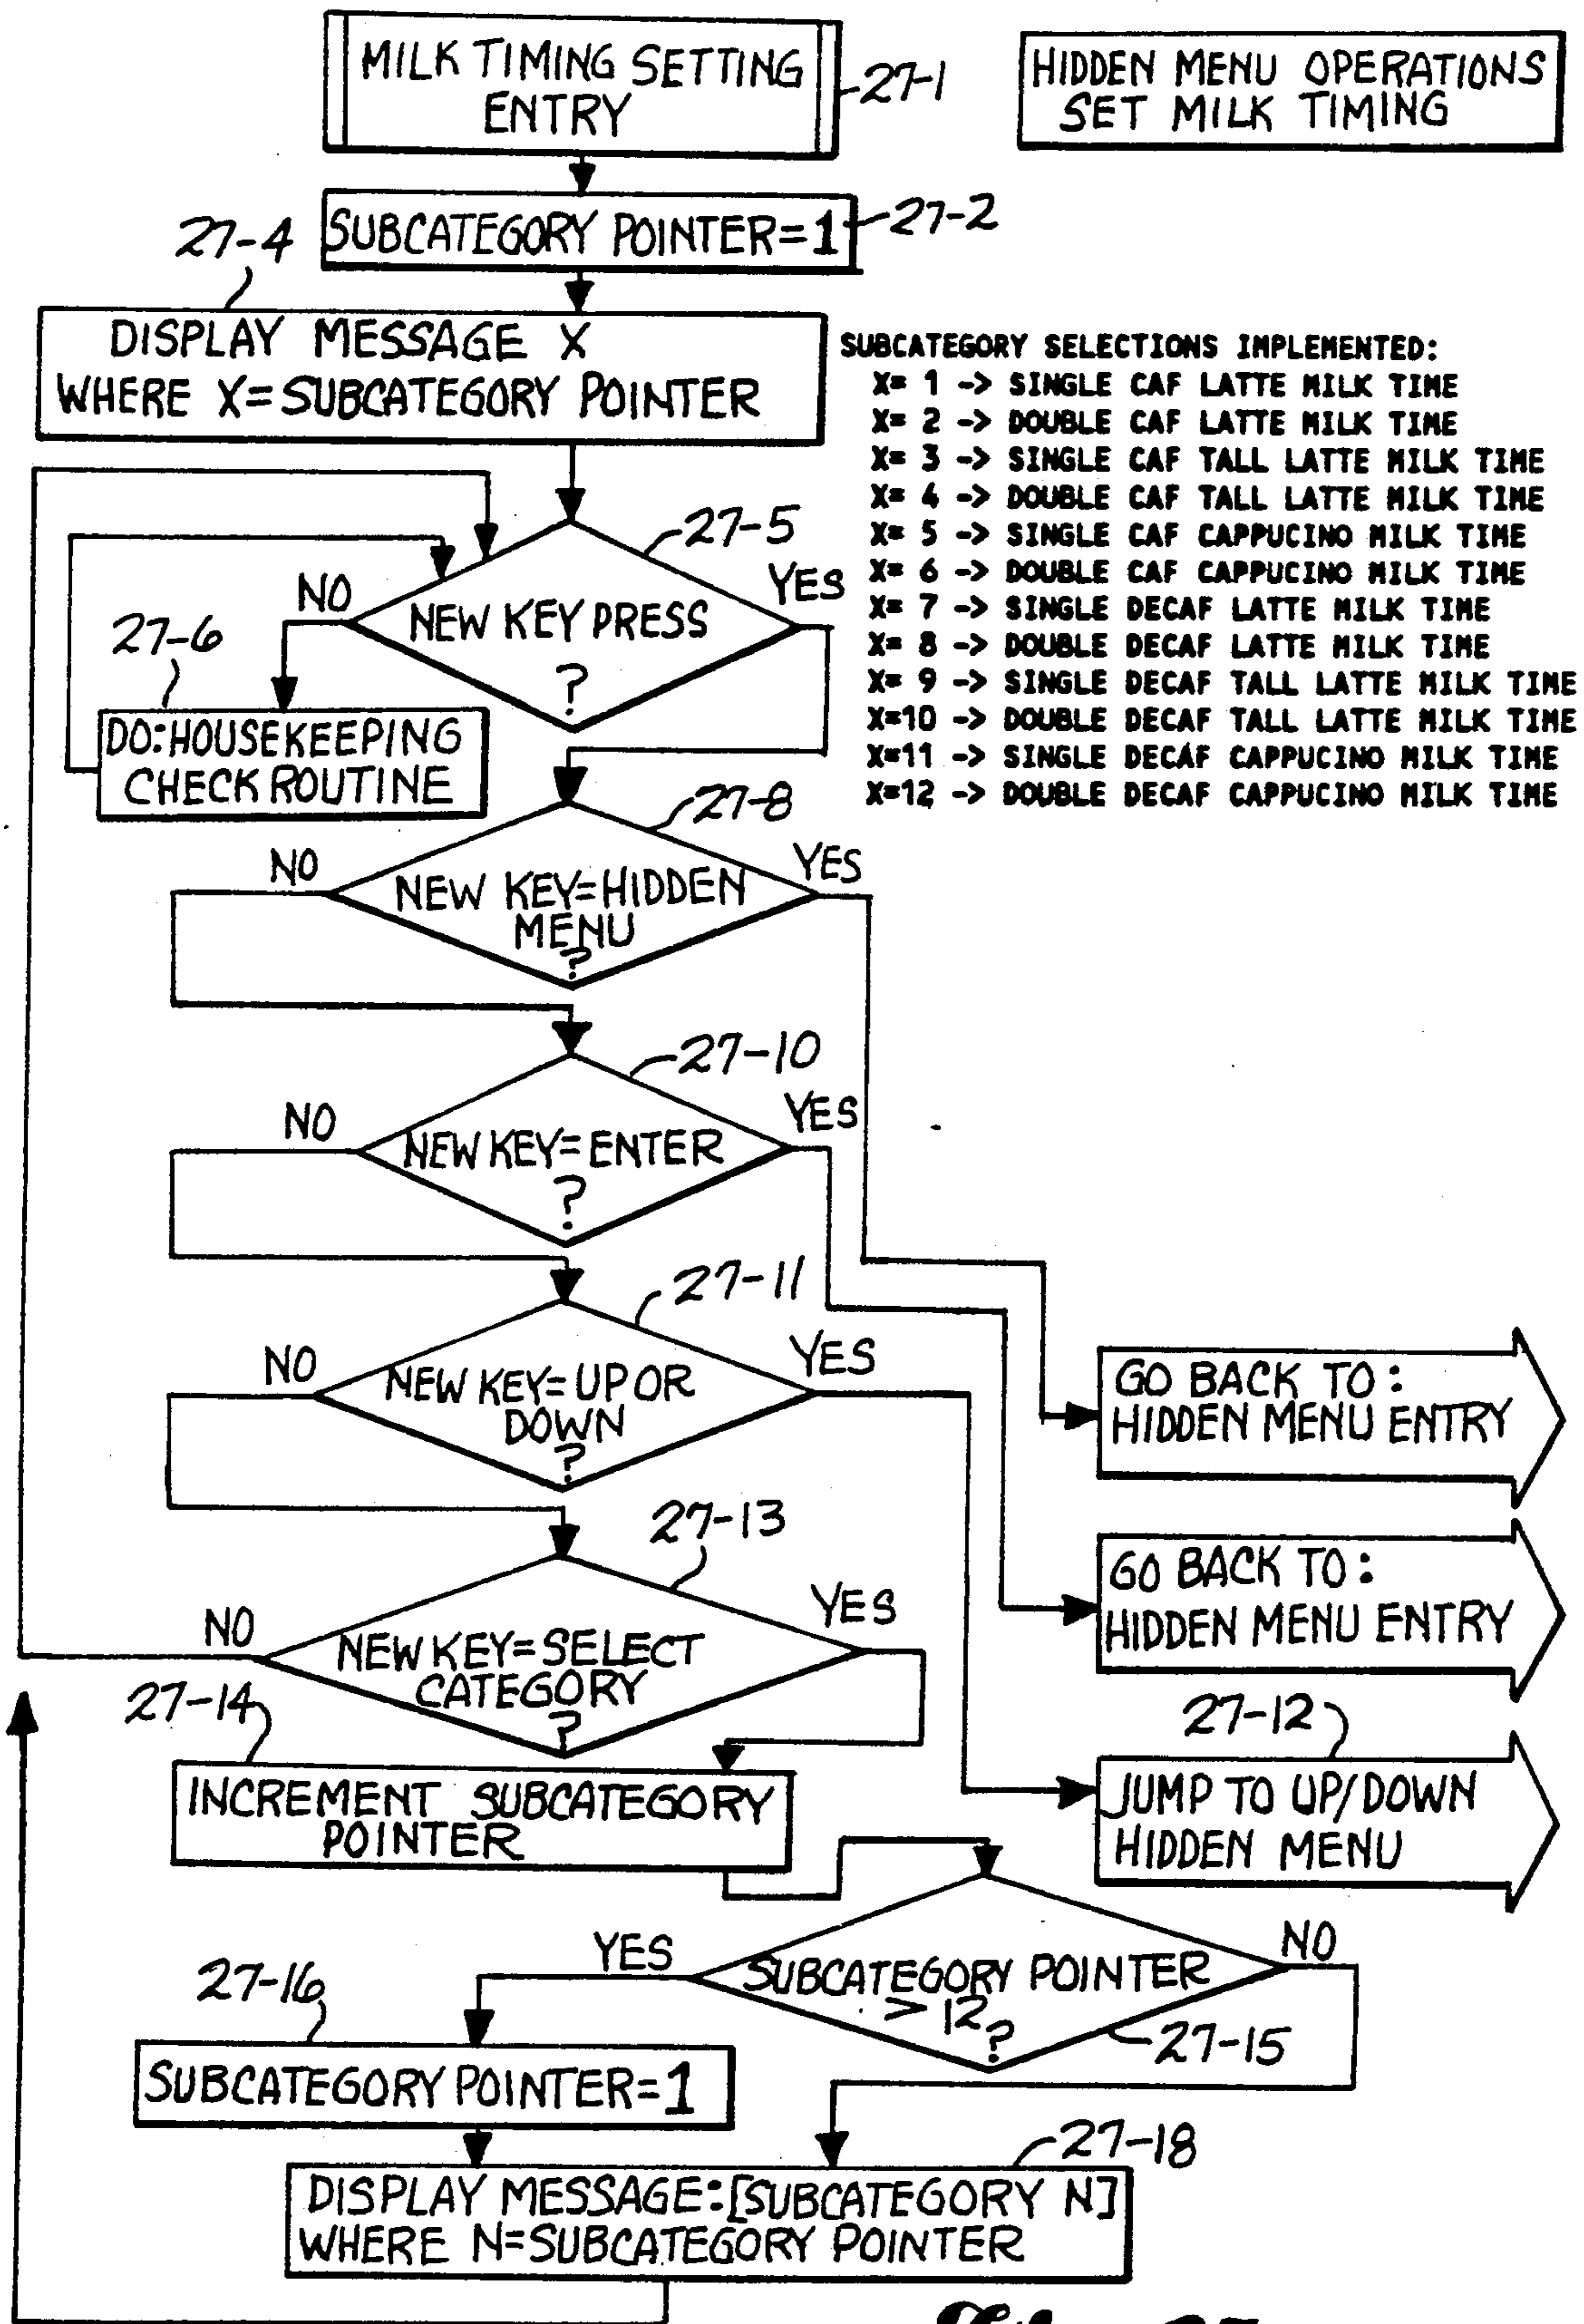 MILK TIMING SETTING
ENTRY
27-1
HIDDEN MENU OPERATIONS
SET MILK TIMING
SUBCATEGORY POINTER=1
27-2
27-4
DISPLAY MESSAGE X
WHERE X=SUBCATEGORY POINTER
SUBCATEGORY SELECTIONS IMPLEMENTED:
X= 1 -> SINGLE CAF LATTE MILK TIME
X= 2 -> DOUBLE CAF LATTE MILK TIME
X= 3 -> SINGLE CAF TALL LATTE MILK TIME
X= 4 -> DOUBLE CAF TALL LATTE MILK TIME
X= 5 -> SINGLE CAF CAPPUCINO MILK TIME
X= 6 -> DOUBLE CAF CAPPUCINO MILK TIME
X= 7 -> SINGLE DECAF LATTE MILK TIME
X= 8 -> DOUBLE DECAF LATTE MILK TIME
X= 9 -> SINGLE DECAF TALL LATTE MILK TIME
X=10 -> DOUBLE DECAF TALL LATTE MILK TIME
X=11 -> SINGLE DECAF CAPPUCINO MILK TIME
X=12 -> DOUBLE DECAF CAPPUCINO MILK TIME
27-5
NO
YES
NEW KEY PRESS
?
27-6
DO:HOUSEKEEPING
CHECK ROUTINE
27-8
NO
YES
NEW KEY=HIDDEN
MENU
?
27-10
NO
YES
NEW KEY=ENTER
?
27-11
NO
YES
NEW KEY=UP OR
DOWN
?
GO BACK TO:
HIDDEN MENU ENTRY
27-13
NO
YES
NEW KEY=SELECT
CATEGORY
?
GO BACK TO:
HIDDEN MENU ENTRY
27-14
INCREMENT SUBCATEGORY
POINTER
27-12
JUMP TO UP/DOWN
HIDDEN MENU
YES
NO
SUBCATEGORY POINTER
> 12
?
27-15
27-16
SUBCATEGORY POINTER=1
27-18
DISPLAY MESSAGE:[SUBCATEGORY N]
WHERE N=SUBCATEGORY POINTER